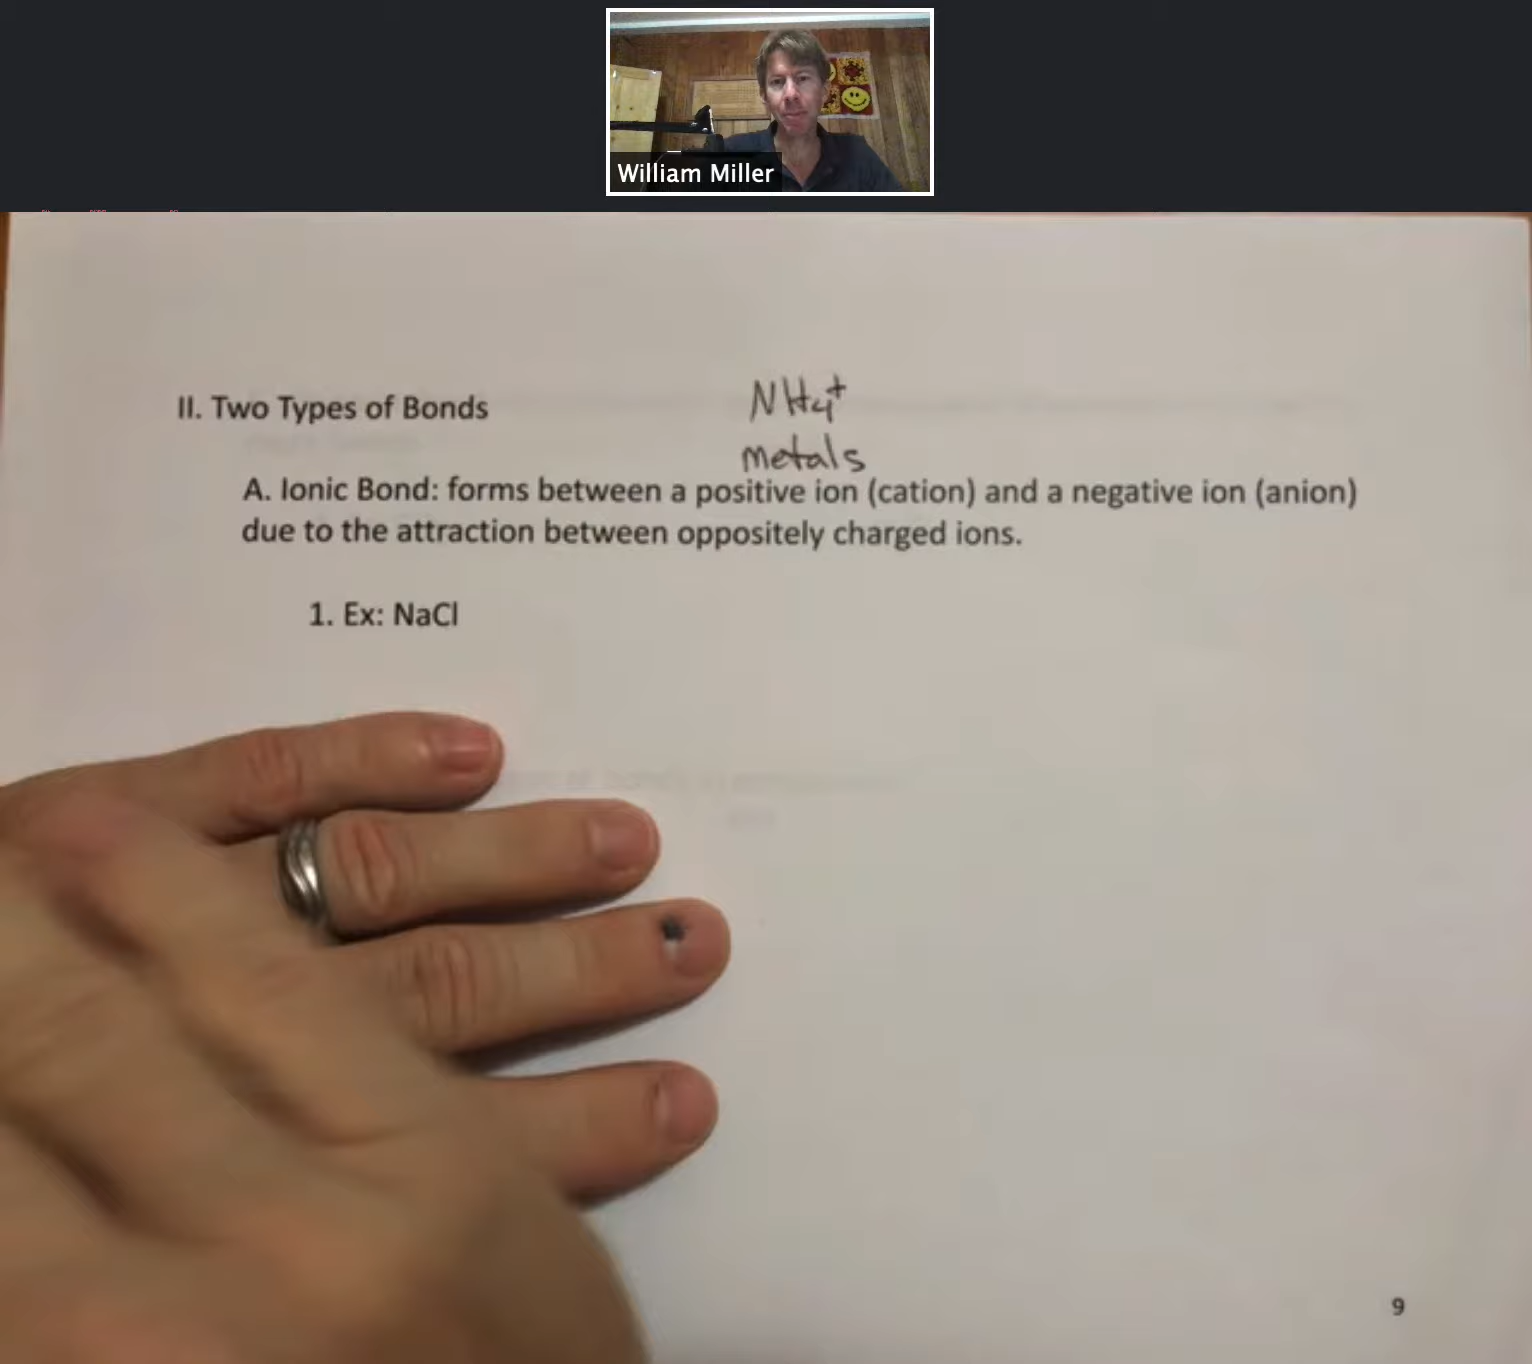 William Miller
II. Two Types of Bonds
NH4+
metals
A. Ionic Bond: forms between a positive ion (cation) and a negative ion (anion)
due to the attraction between oppositely charged ions.
1. Ex: NaCl
9